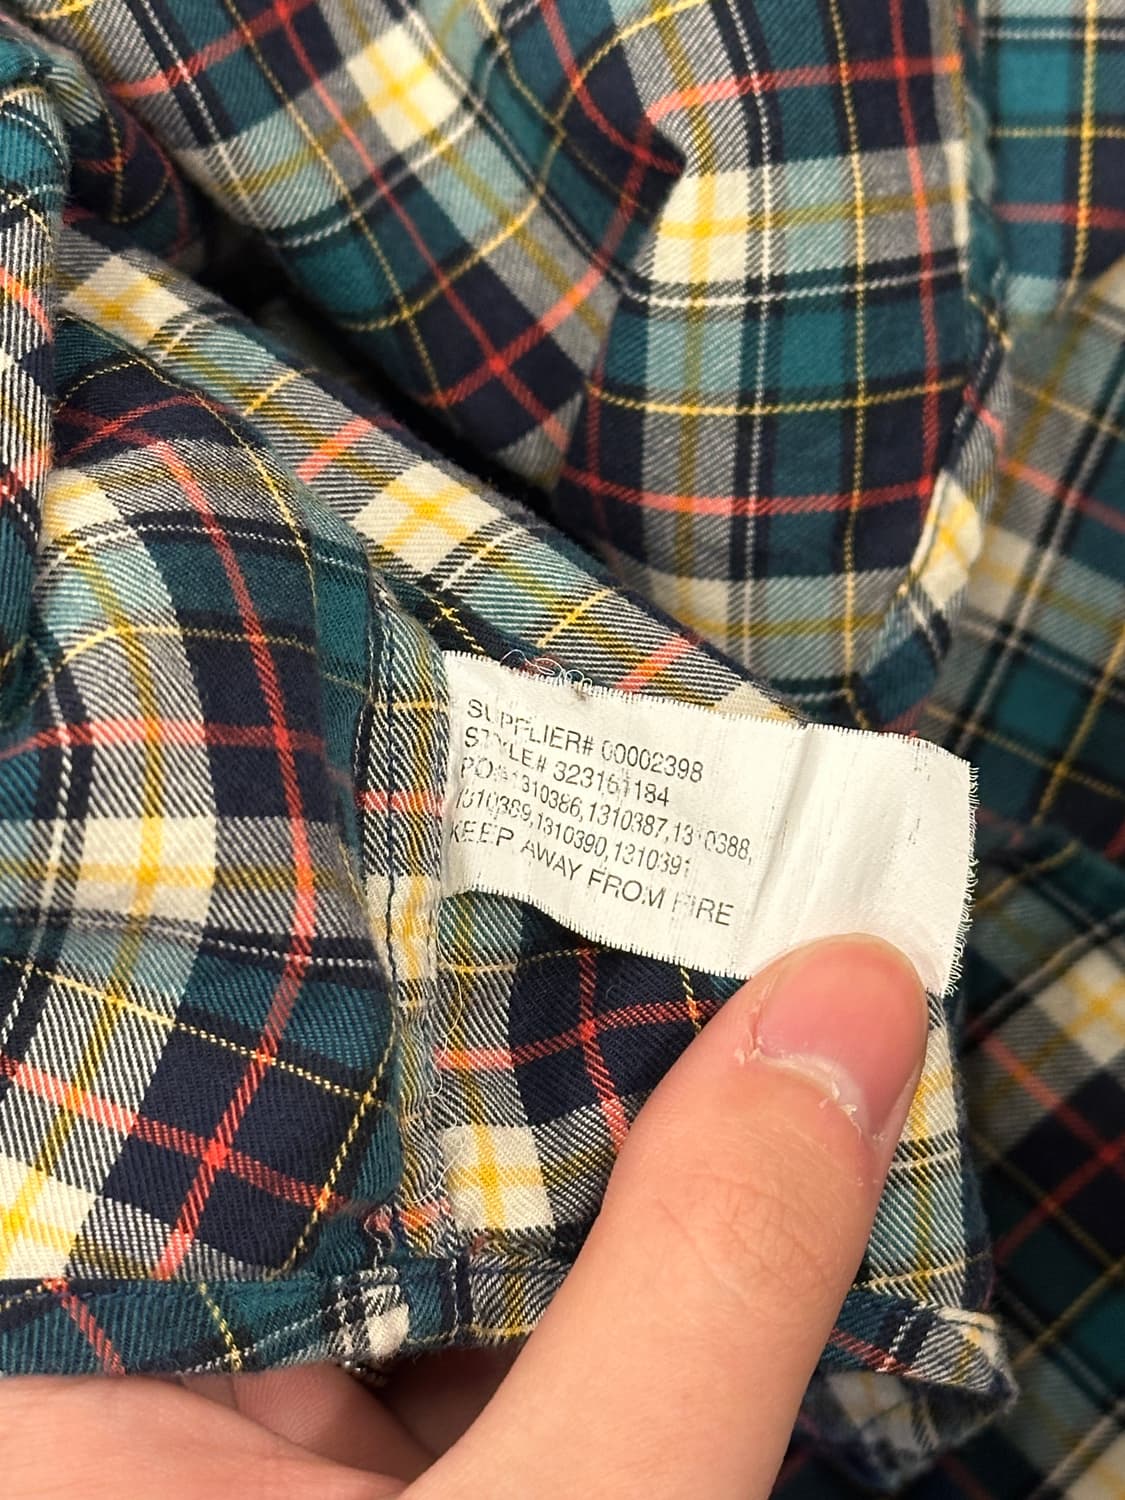 SUPPLIER# 00002398
STYLE# 323161184
PO#:1310386,1310387,1310388,
1310389,1310390,1310391
KEEP AWAY FROM FIRE